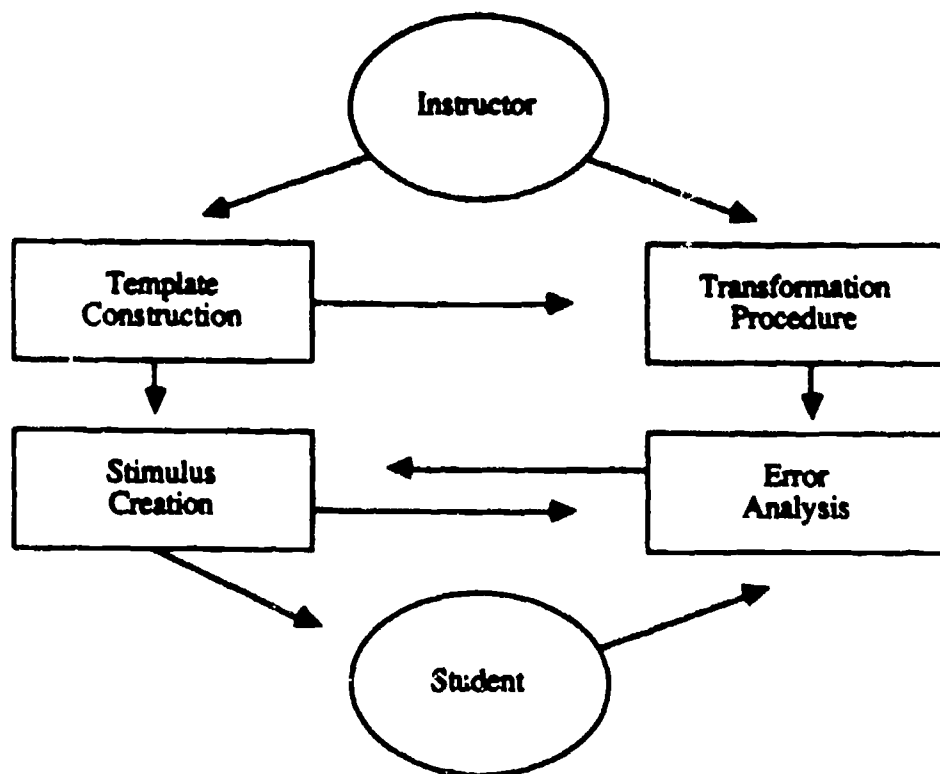 Instructor
Template
Construction
Transformation
Procedure
Stimulus
Creation
Error
Analysis
Student